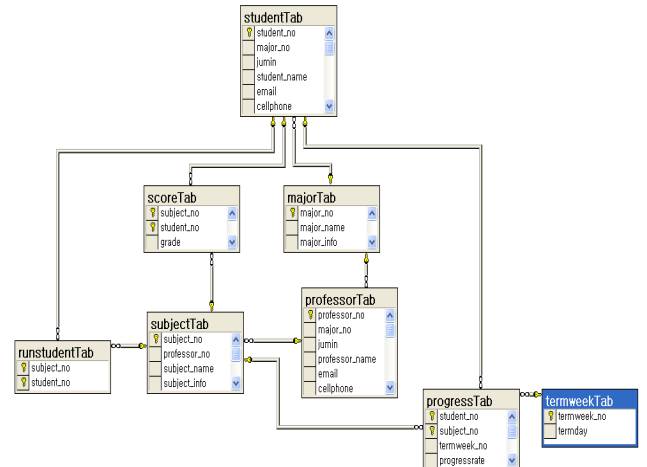 studentTab
student_no
major_no
jumin
student_name
email
cellphone
scoreTab
subject_no
student_no
grade
majorTab
major_no
major_name
major_info
professorTab
professor_no
major_no
jumin
professor_name
email
cellphone
subjectTab
subject_no
professor_no
subject_name
subject_info
runstudentTab
subject_no
student_no
progressTab
student_no
subject_no
termweek_no
progressrate
termweekTab
termweek_no
termday